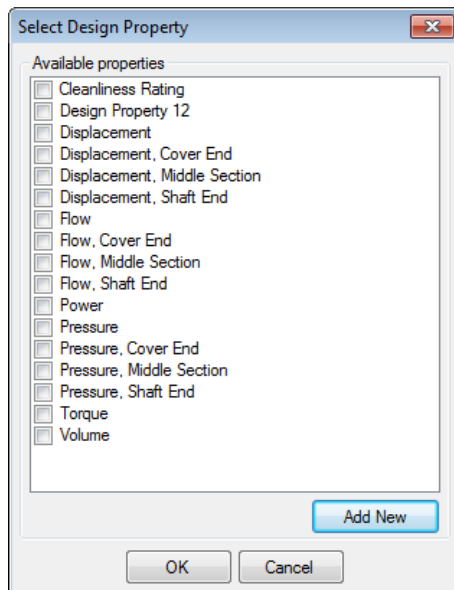 Select Design Property
Available properties
Cleanliness Rating
Design Property 12
Displacement
Displacement, Cover End
Displacement, Middle Section
Displacement, Shaft End
Flow
Flow, Cover End
Flow, Middle Section
Flow, Shaft End
Power
Pressure
Pressure, Cover End
Pressure, Middle Section
Pressure, Shaft End
Torque
Volume
Add New
OK
Cancel